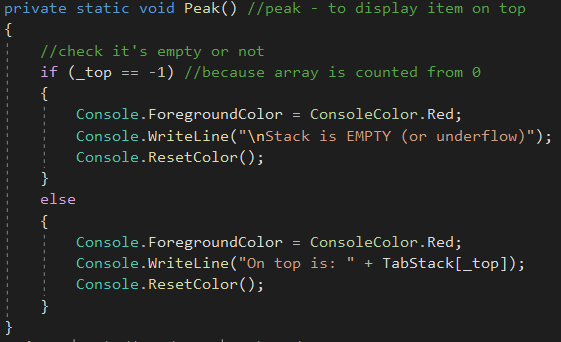 private static void Peak() //peak - to display item on top
{
//check it's empty or not
if (_top == -1) //because array is counted from 0
{
Console.ForegroundColor = ConsoleColor.Red;
Console.WriteLine("\nStack is EMPTY (or underflow)");
Console.ResetColor();
}
else
{
Console.ForegroundColor = ConsoleColor.Red;
Console.WriteLine("On top is: " + TabStack[_top]);
Console.ResetColor();
}
}